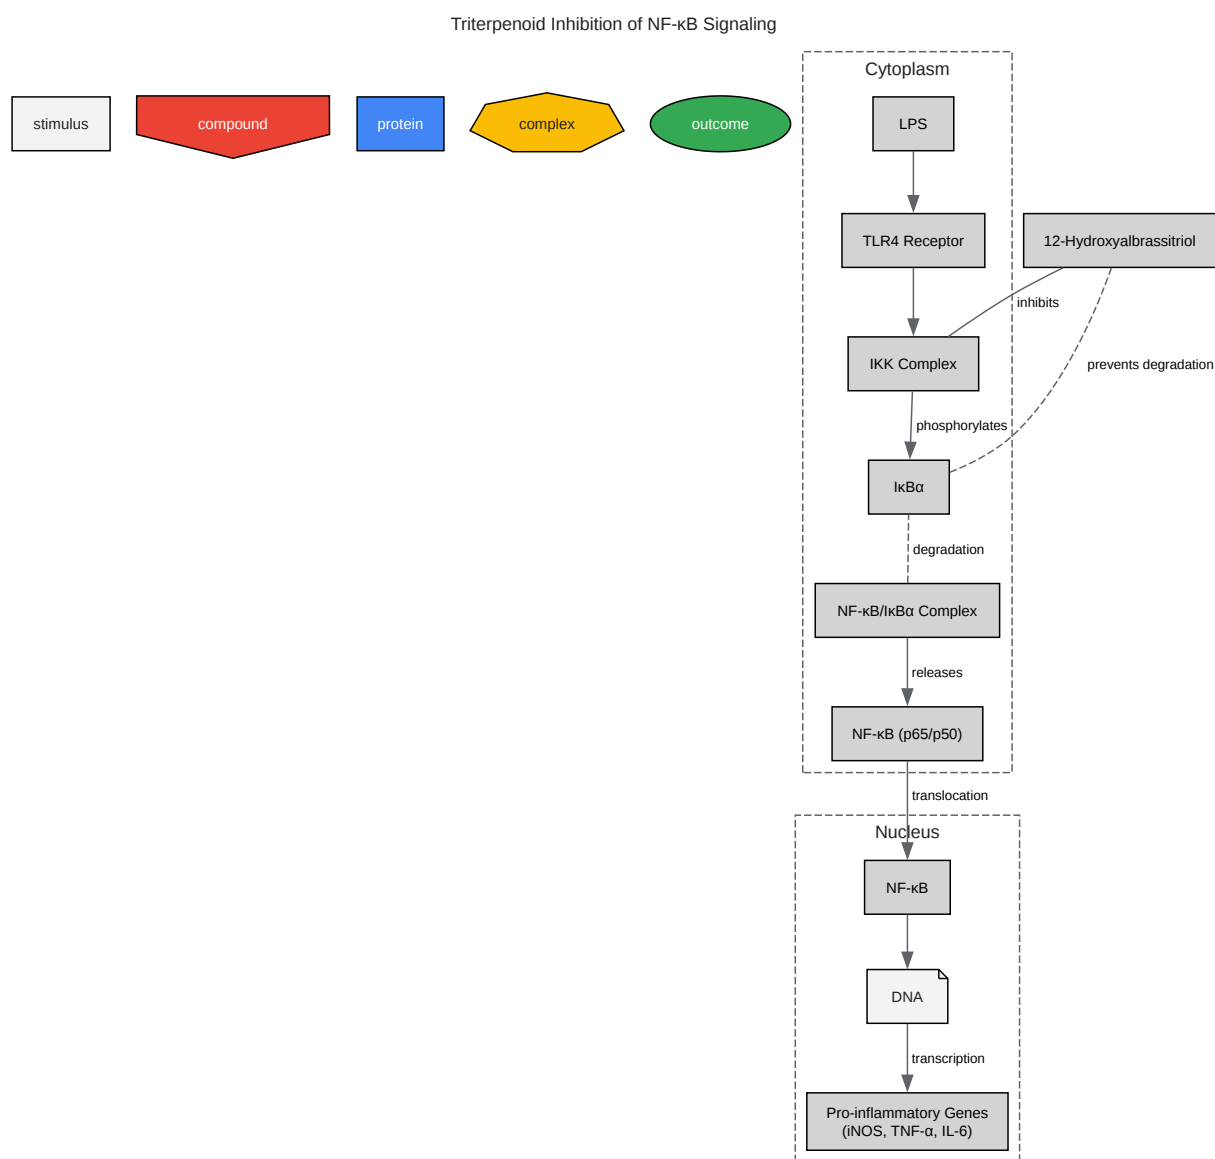 Triterpenoid Inhibition of NF-κB Signaling
Cytoplasm
stimulus
compound
protein
complex
outcome
LPS
TLR4 Receptor
12-Hydroxyalbrassitriol
inhibits
IKK Complex
prevents degradation
phosphorylates
IκBα
degradation
NF-κB/IκBα Complex
releases
NF-κB (p65/p50)
translocation
Nucleus
NF-κB
DNA
transcription
Pro-inflammatory Genes
(iNOS, TNF-α, IL-6)